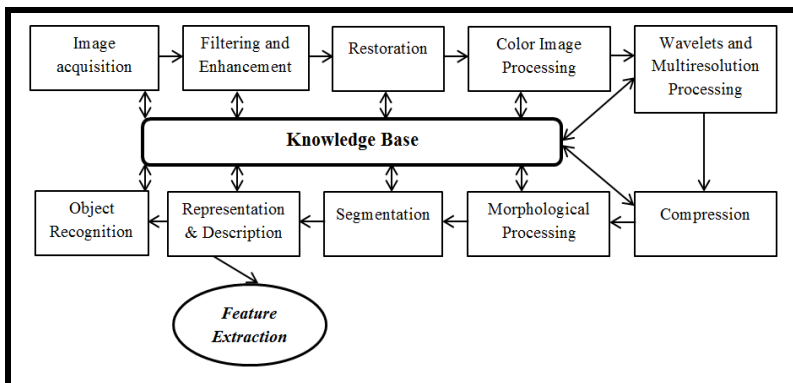 Image
acquisition
Filtering and
Enhancement
Restoration
Color Image
Processing
Wavelets and
Multiresolution
Processing
Knowledge Base
Object
Recognition
Representation
& Description
Segmentation
Morphological
Processing
Compression
Feature
Extraction